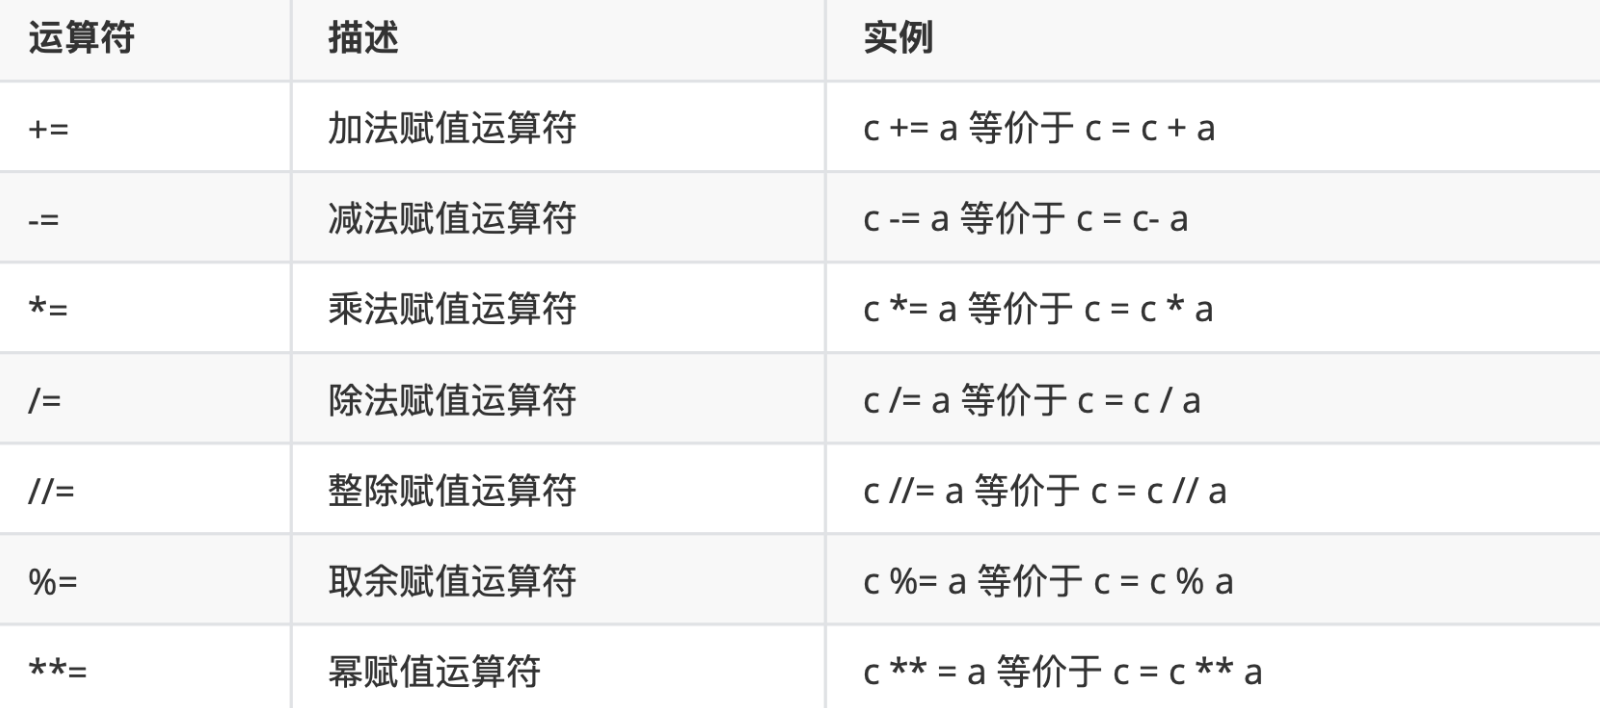 运算符 描述 实例
+= 加法赋值运算符 c += a 等价于 c = c + a
-= 减法赋值运算符 c -= a 等价于 c = c- a
*= 乘法赋值运算符 c *= a 等价于 c = c * a
/= 除法赋值运算符 c /= a 等价于 c = c / a
//= 整除赋值运算符 c //= a 等价于 c = c // a
%= 取余赋值运算符 c %= a 等价于 c = c % a
**= 幂赋值运算符 c ** = a 等价于 c = c ** a